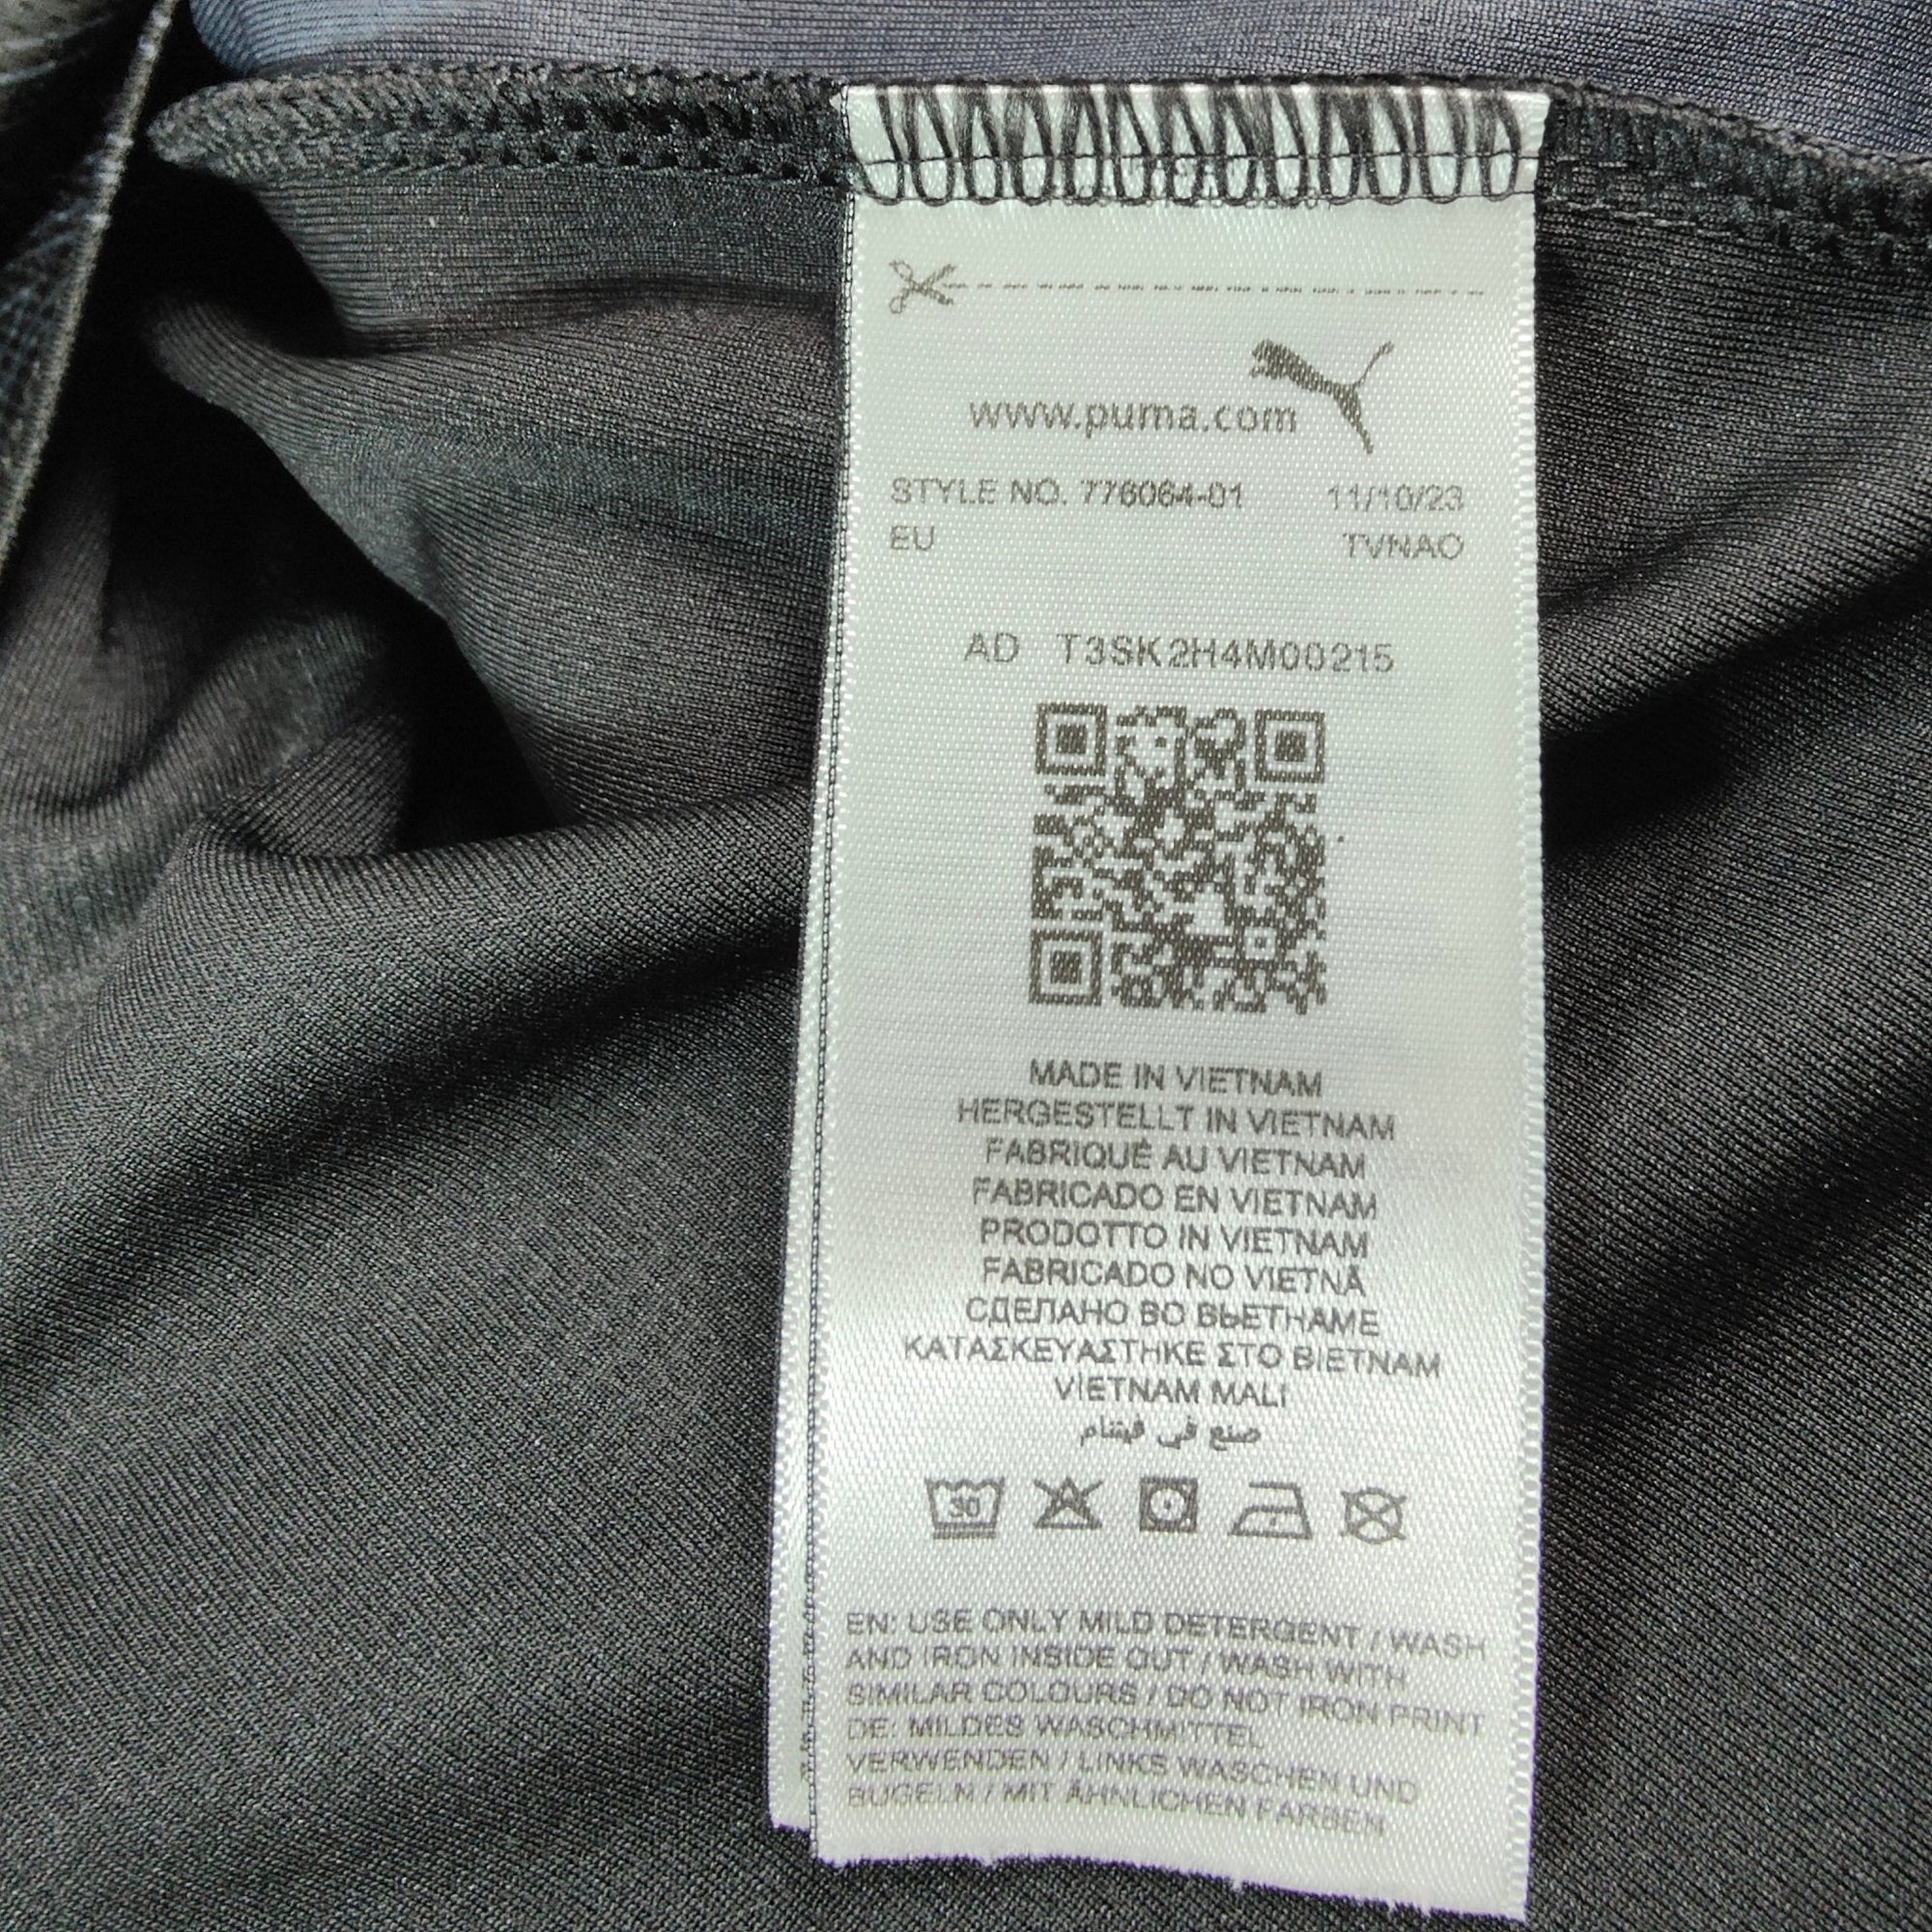 www.puma.com
STYLE NO. 776064-01 11/10/23
EU TVNAO
AD T3SK2H4M00215
MADE IN VIETNAM
HERGESTELLT IN VIETNAM
FABRIQUÉ AU VIETNAM
FABRICADO EN VIETNAM
PRODOTTO IN VIETNAM
FABRICADO NO VIETNÃ
СДЕЛАНО ВО ВЬЕТНАМЕ
ΚΑΤΑΣΚΕΥΑΣΤΗΚΕ ΣΤΟ ΒΙΕΤΝΑΜ
VIETNAM MALI
صنع في فيتنام
30
EN: USE ONLY MILD DETERGENT / WASH
AND IRON INSIDE OUT / WASH WITH
SIMILAR COLOURS / DO NOT IRON PRINT
DE: MILDES WASCHMITTEL
VERWENDEN / LINKS WASCHEN UND
BÜGELN / MIT ÄHNLICHEN FARBEN